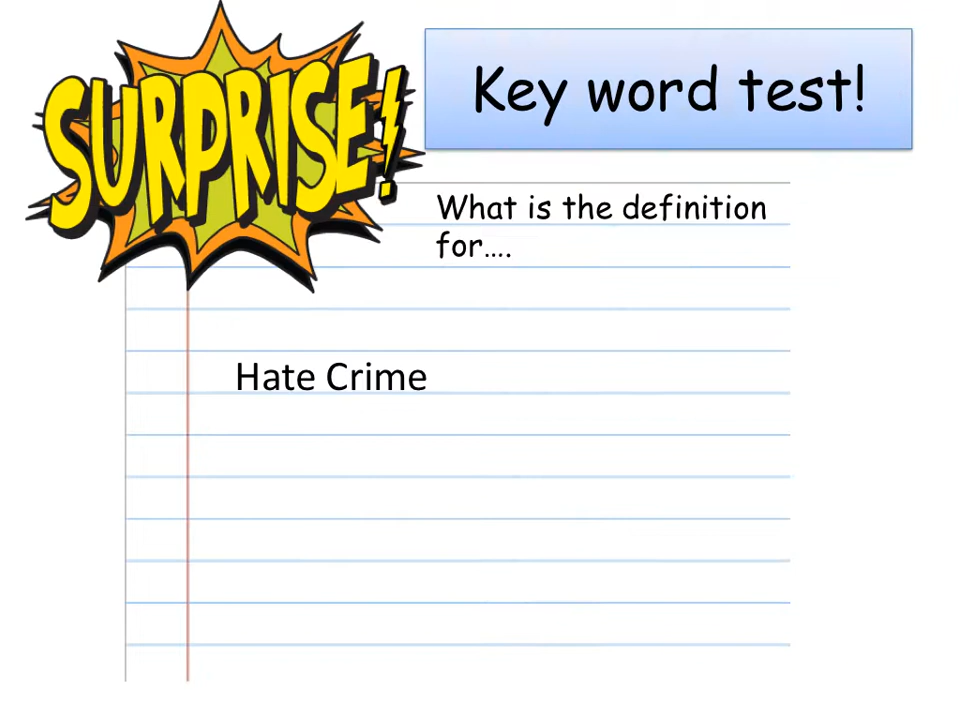 SURPRISE!
Key word test!
What is the definition
for....
Hate Crime